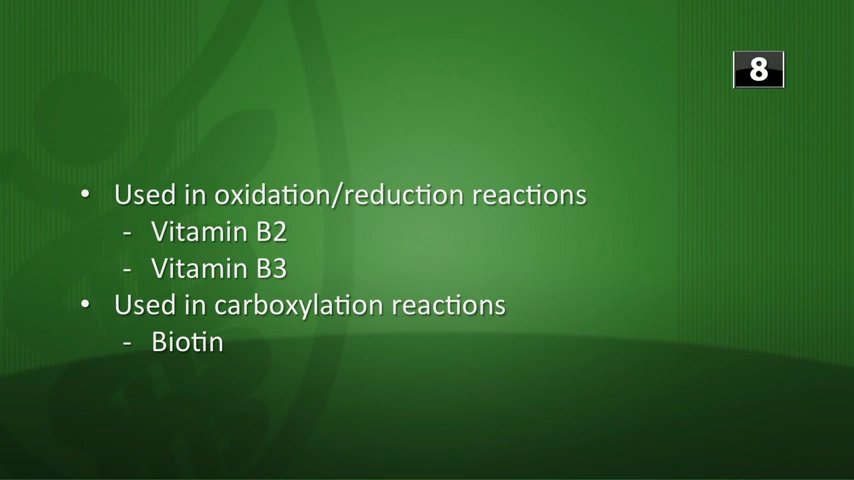 8
• Used in oxidation/reduction reactions
- Vitamin B2
- Vitamin B3
• Used in carboxylation reactions
- Biotin